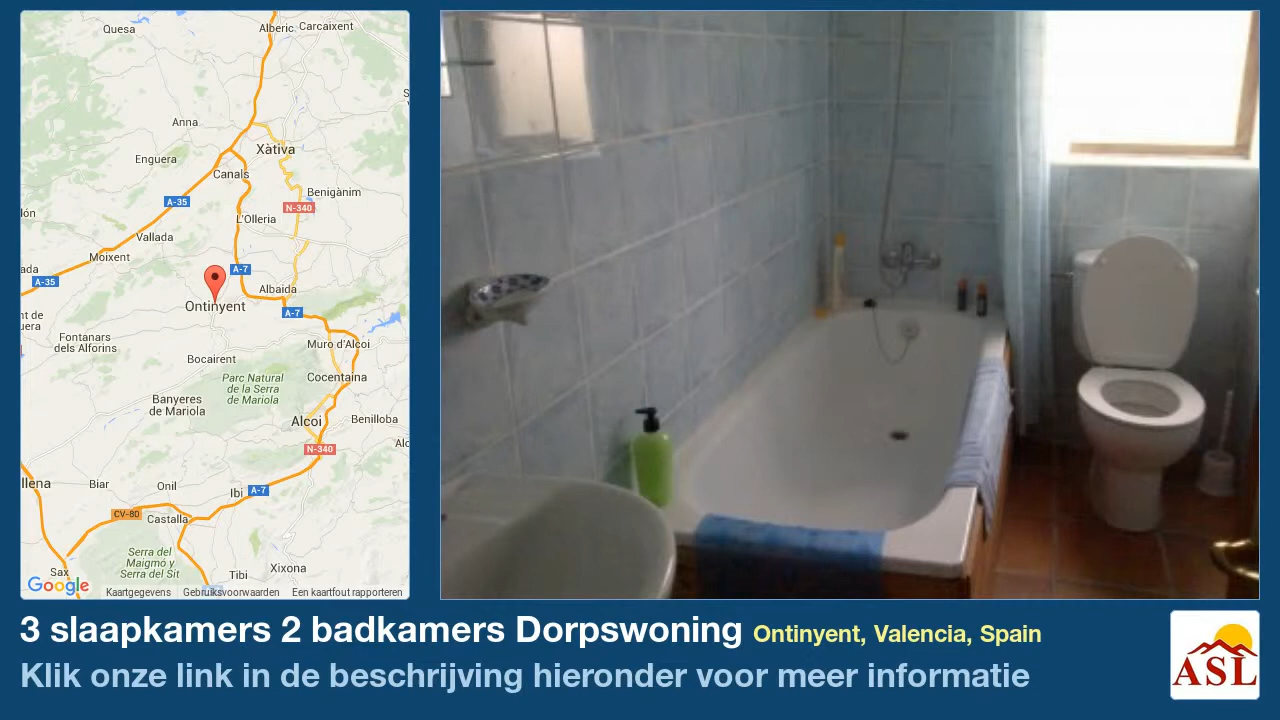 Quesa
Alberic
Carcaixent
Anna
Xàtiva
Enguera
Canals
Benigànim
A-35
N-340
L'Olleria
Vallada
Moixent
A-7
A-35
Albaida
Ontinyent
A-7
Fontanars
dels Alforins
Muro d'Alcoi
Bocairent
Parc Natural
de la Serra
de Mariola
Cocentaina
Banyeres
de Mariola
Alcoi
Benilloba
N-340
llena
Biar
Onil
Ibi
A-7
CV-80
Castalla
Serra del
Maigmó y
Serra del Sit
Sax
Tibi
Xixona
Google
Kaartgegevens
Gebruiksvoorwaarden
Een kaartfout rapporteren
3 slaapkamers 2 badkamers Dorpswoning Ontinyent, Valencia, Spain
Klik onze link in de beschrijving hieronder voor meer informatie
ASL